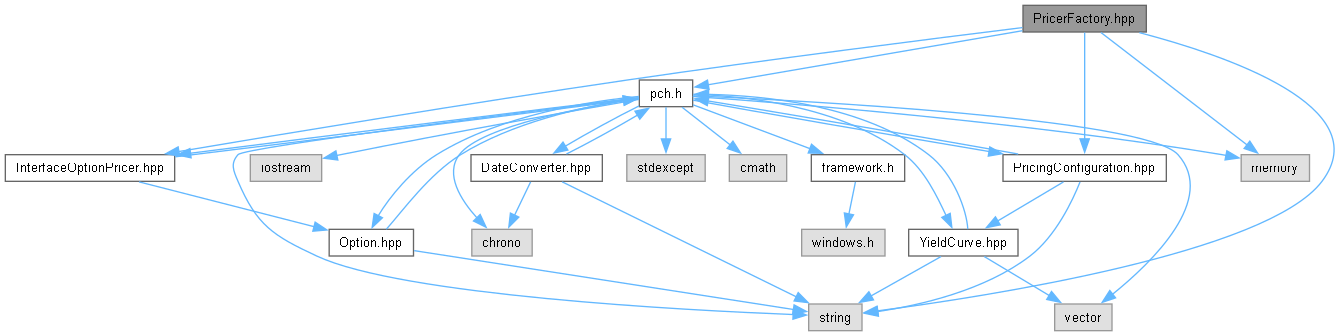 PricerFactory.hpp
pch.h
InterfaceOptionPricer.hpp
iostream
DateConverter.hpp
stdexcept
cmath
framework.h
PricingConfiguration.hpp
memory
Option.hpp
chrono
windows.h
YieldCurve.hpp
string
vector